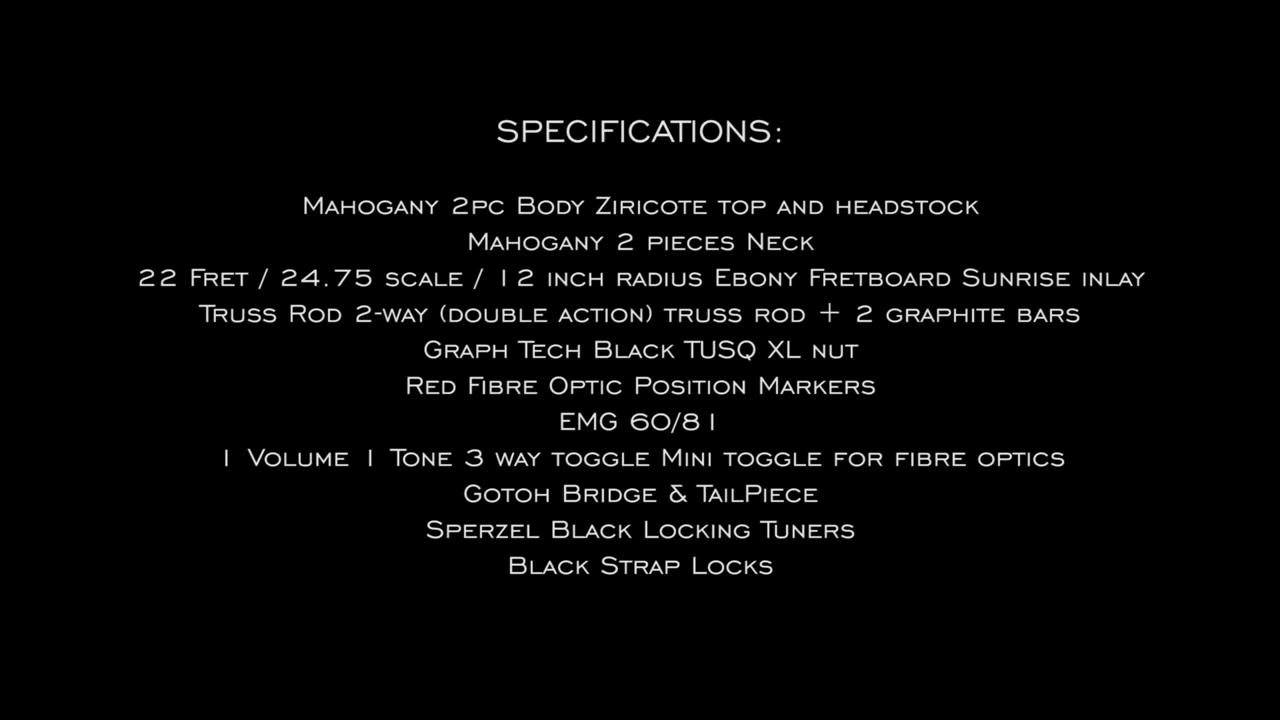 SPECIFICATIONS:
Mahogany 2pc Body Ziricote top and headstock
Mahogany 2 pieces Neck
22 Fret / 24.75 scale / 12 inch radius Ebony Fretboard Sunrise inlay
Truss Rod 2-way (double action) truss rod + 2 graphite bars
Graph Tech Black TUSQ XL nut
Red Fibre Optic Position Markers
EMG 60/81
1 Volume 1 Tone 3 way toggle Mini toggle for fibre optics
Gotoh Bridge & TailPiece
Sperzel Black Locking Tuners
Black Strap Locks